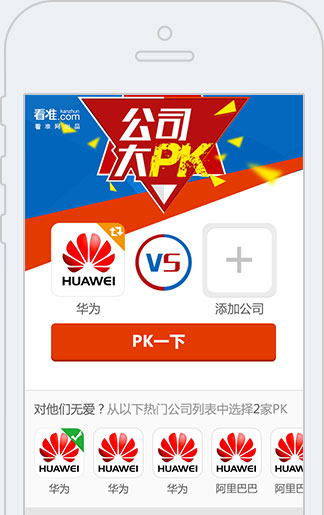 看准.com
kanzhun
看准网出品
公司
大PK
HUAWEI
VS
华为
添加公司
PK一下
对他们无爱？从以下热门公司列表中选择2家PK
HUAWEI HUAWEI HUAWEI HUAWEI HUAWEI
华为 华为 华为 阿里巴巴 阿里巴